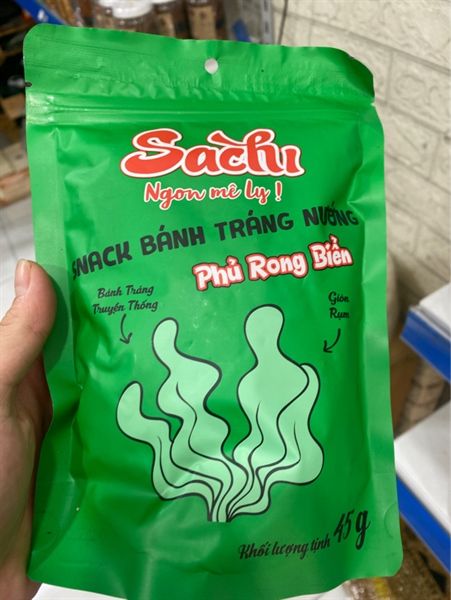 Sachi
Ngon mê ly !
SNACK BÁNH TRÁNG NƯỚNG
Phủ Rong Biển
Bánh Tráng
Truyền Thống
Giòn
Rụm
Khối lượng tịnh 45g